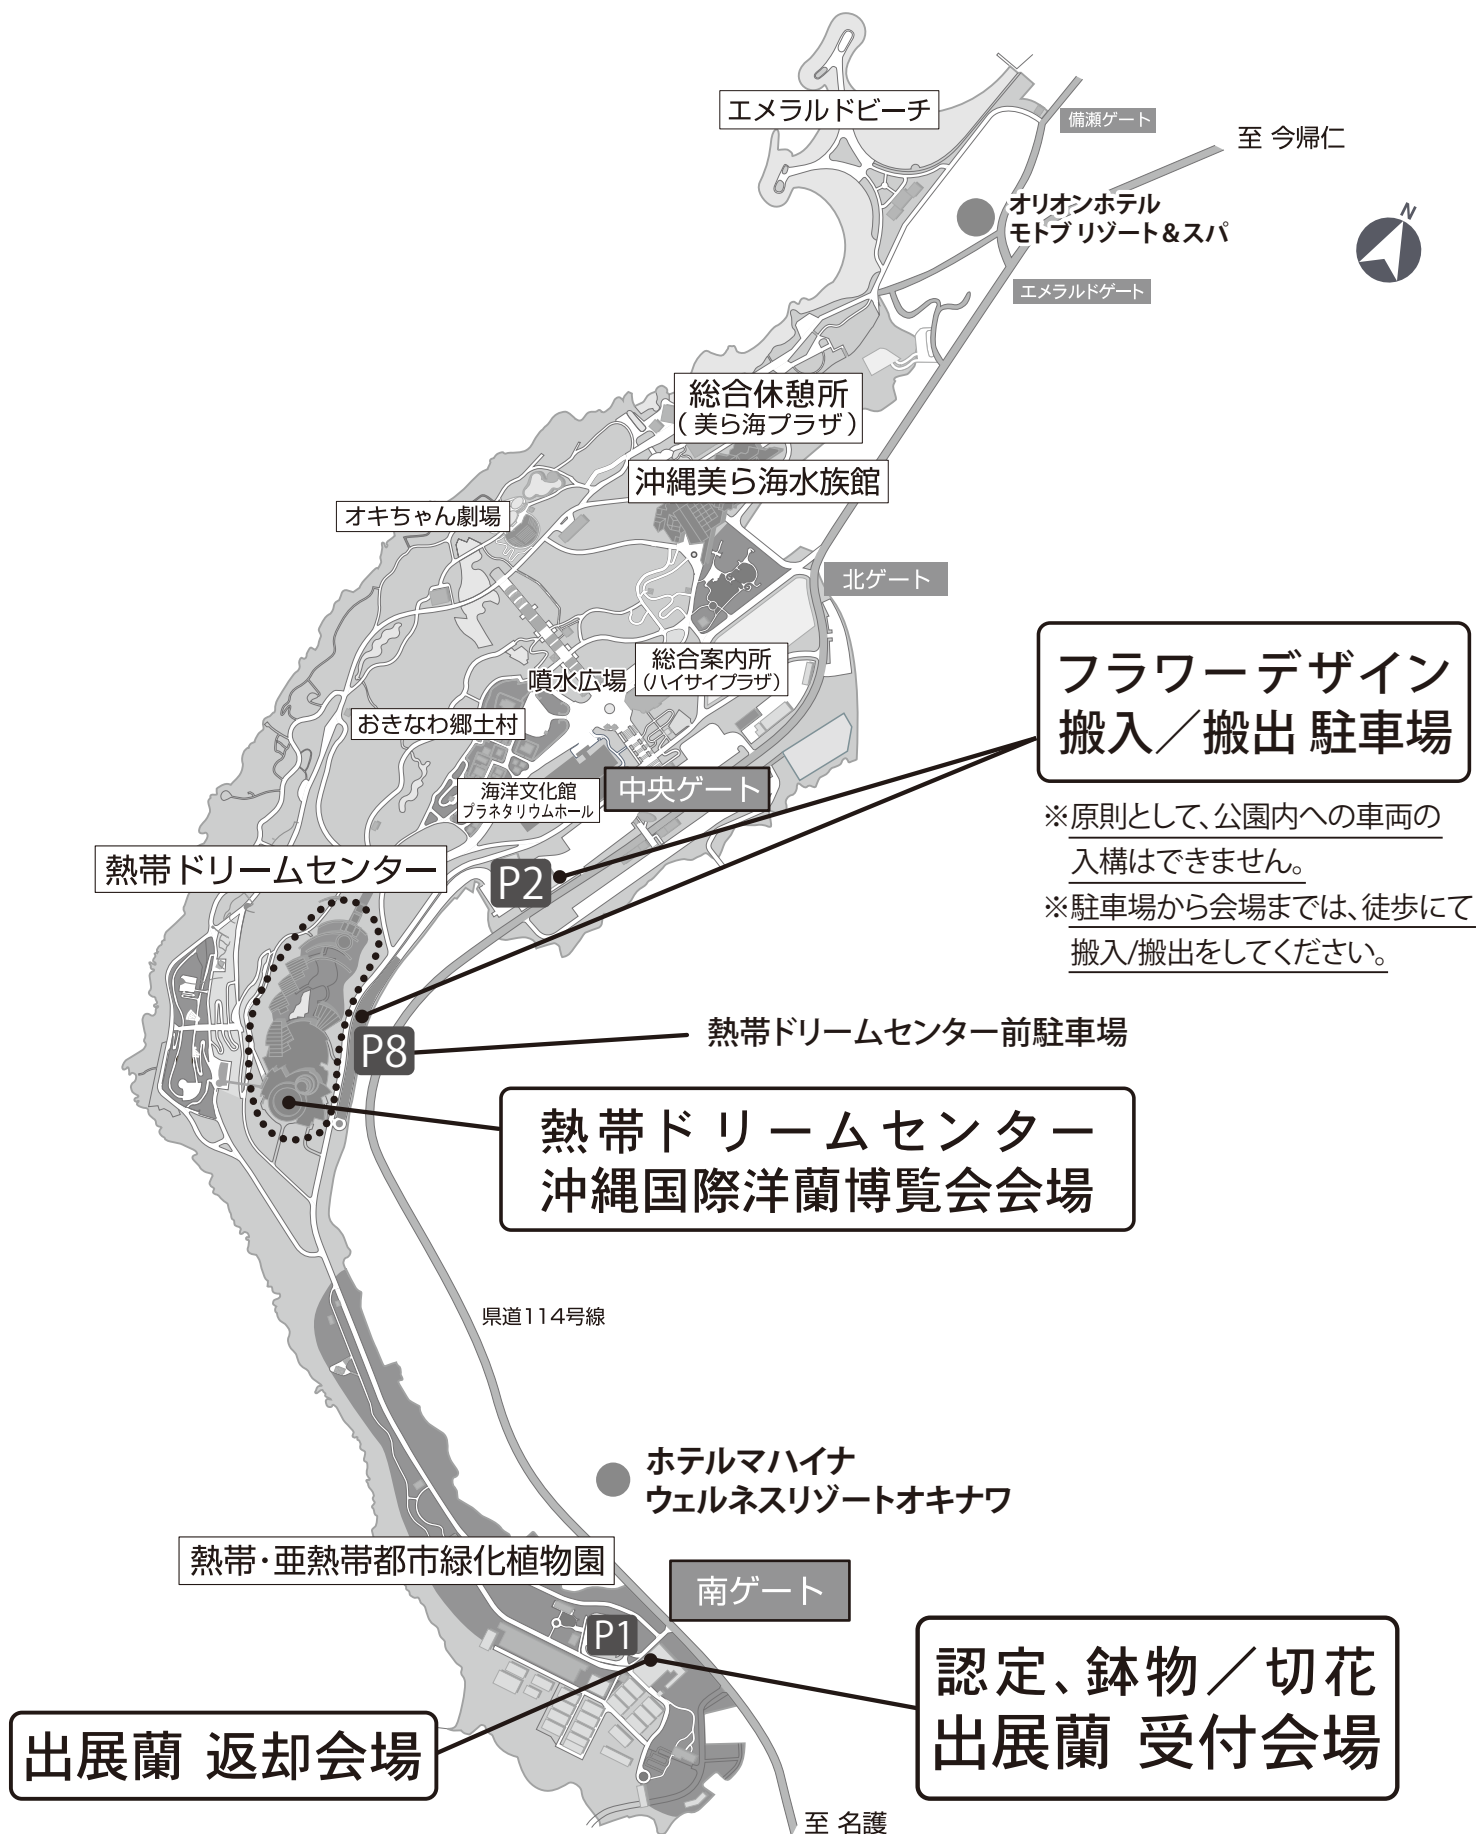 エメラルドビーチ
備瀬ゲート
至 今帰仁
N
オリオンホテル
モトブ リゾート&スパ
エメラルドゲート
総合休憩所
(美ら海プラザ)
沖縄美ら海水族館
オキちゃん劇場
北ゲート
フラワーデザイン
搬入／搬出 駐車場
総合案内所
(ハイサイプラザ)
噴水広場
おきなわ郷土村
海洋文化館
プラネタリウムホール
中央ゲート
※原則として、公園内への車両の
入構はできません。
※駐車場から会場までは、徒歩にて
搬入/搬出をしてください。
熱帯ドリームセンター
P2
P8
熱帯ドリームセンター前駐車場
熱帯ドリームセンター
沖縄国際洋蘭博覧会会場
県道114号線
ホテルマハイナ
ウェルネスリゾートオキナワ
熱帯・亜熱帯都市緑化植物園
南ゲート
P1
認定、鉢物／切花
出展蘭 受付会場
出展蘭 返却会場
至 名護